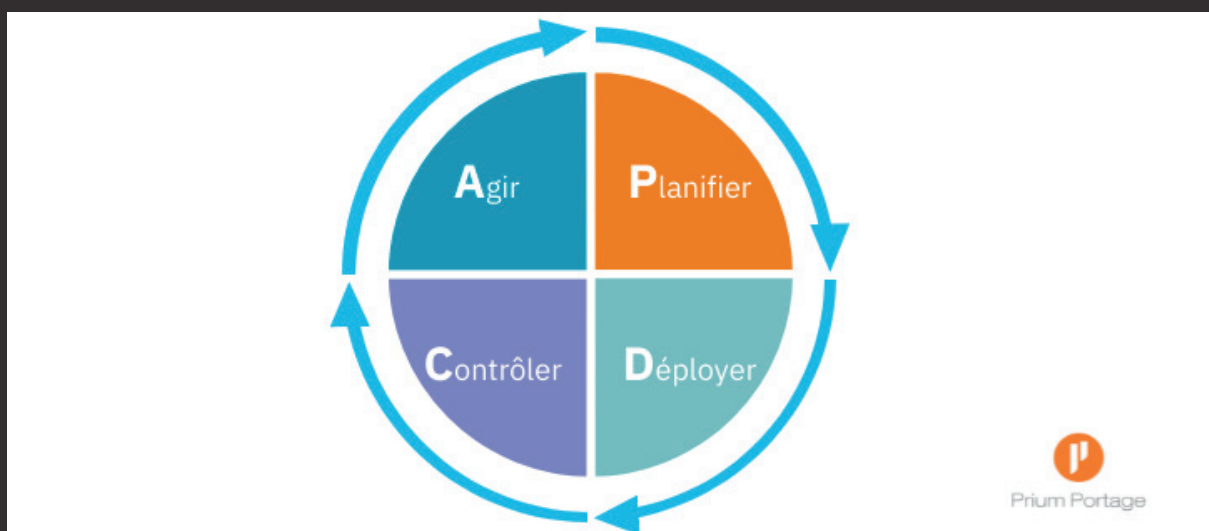 Agir
Planifier
Contrôler
Déployer
Prium Portage